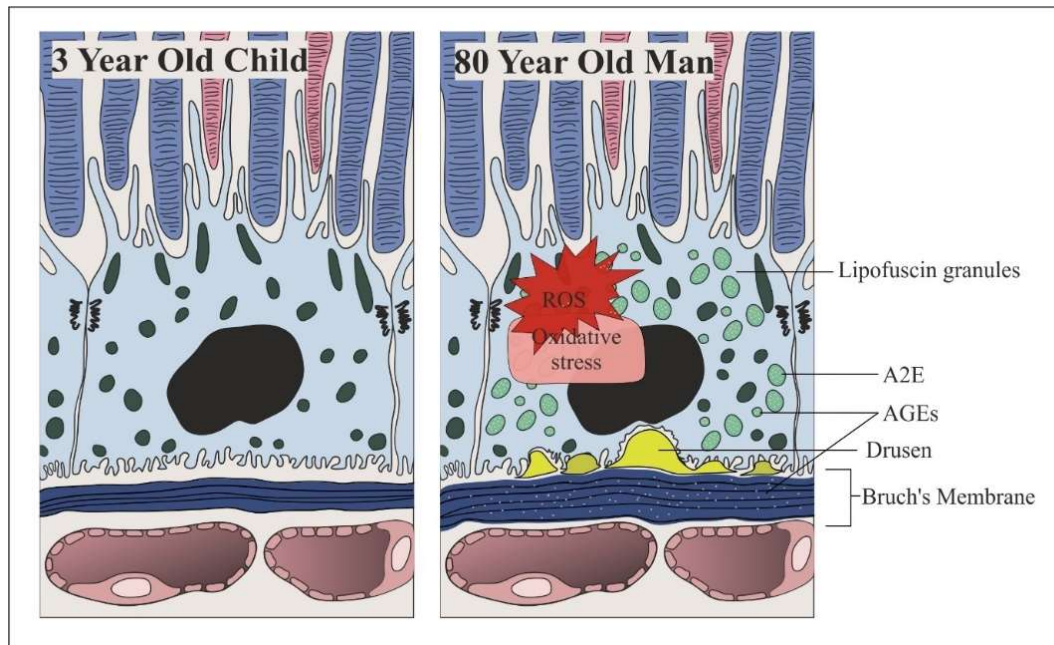 3 Year Old Child
80 Year Old Man
ROS
Oxidative
stress
Lipofuscin granules
A2E
AGEs
Drusen
Bruch's Membrane